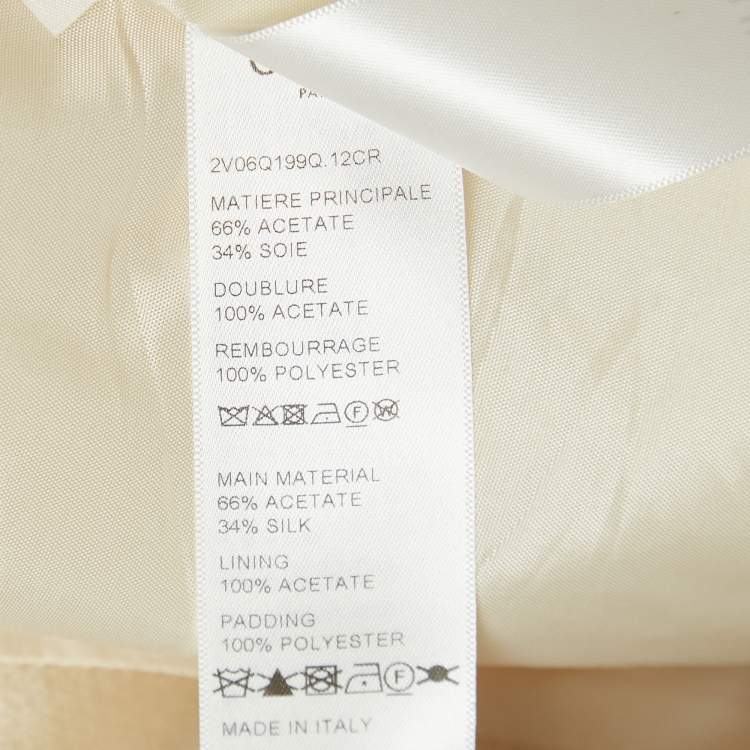 2V06Q199Q.12CR
MATIERE PRINCIPALE
66% ACETATE
34% SOIE
DOUBLURE
100% ACETATE
REMBOURRAGE
100% POLYESTER
F W
MAIN MATERIAL
66% ACETATE
34% SILK
LINING
100% ACETATE
PADDING
100% POLYESTER
F
MADE IN ITALY